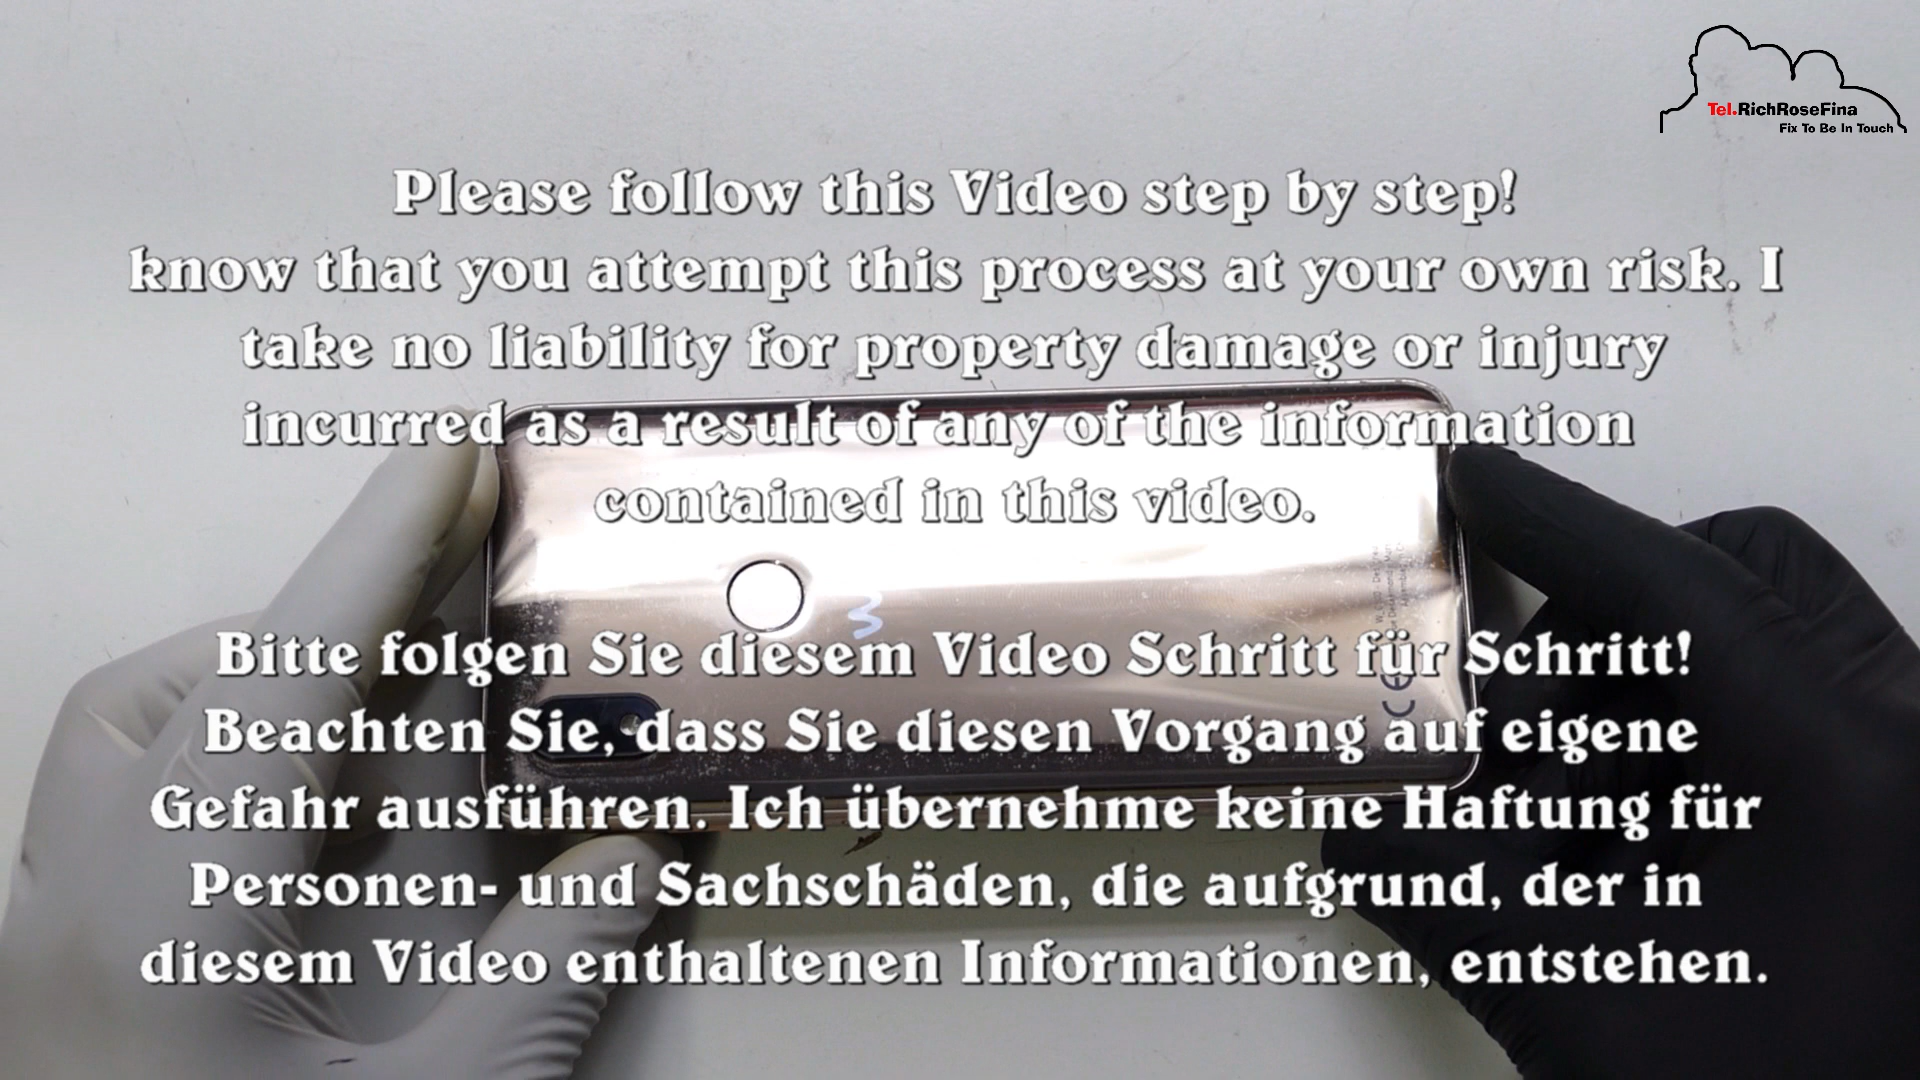 Tel.RichRoseFina
Fix To Be In Touch
Please follow this Video step by step!
know that you attempt this process at your own risk. I
take no liability for property damage or injury
incurred as a result of any of the information
contained in this video.
Bitte folgen Sie diesem Video Schritt für Schritt!
Beachten Sie, dass Sie diesen Vorgang auf eigene
Gefahr ausführen. Ich übernehme keine Haftung für
Personen- und Sachschäden, die aufgrund, der in
diesem Video enthaltenen Informationen, entstehen.
CE